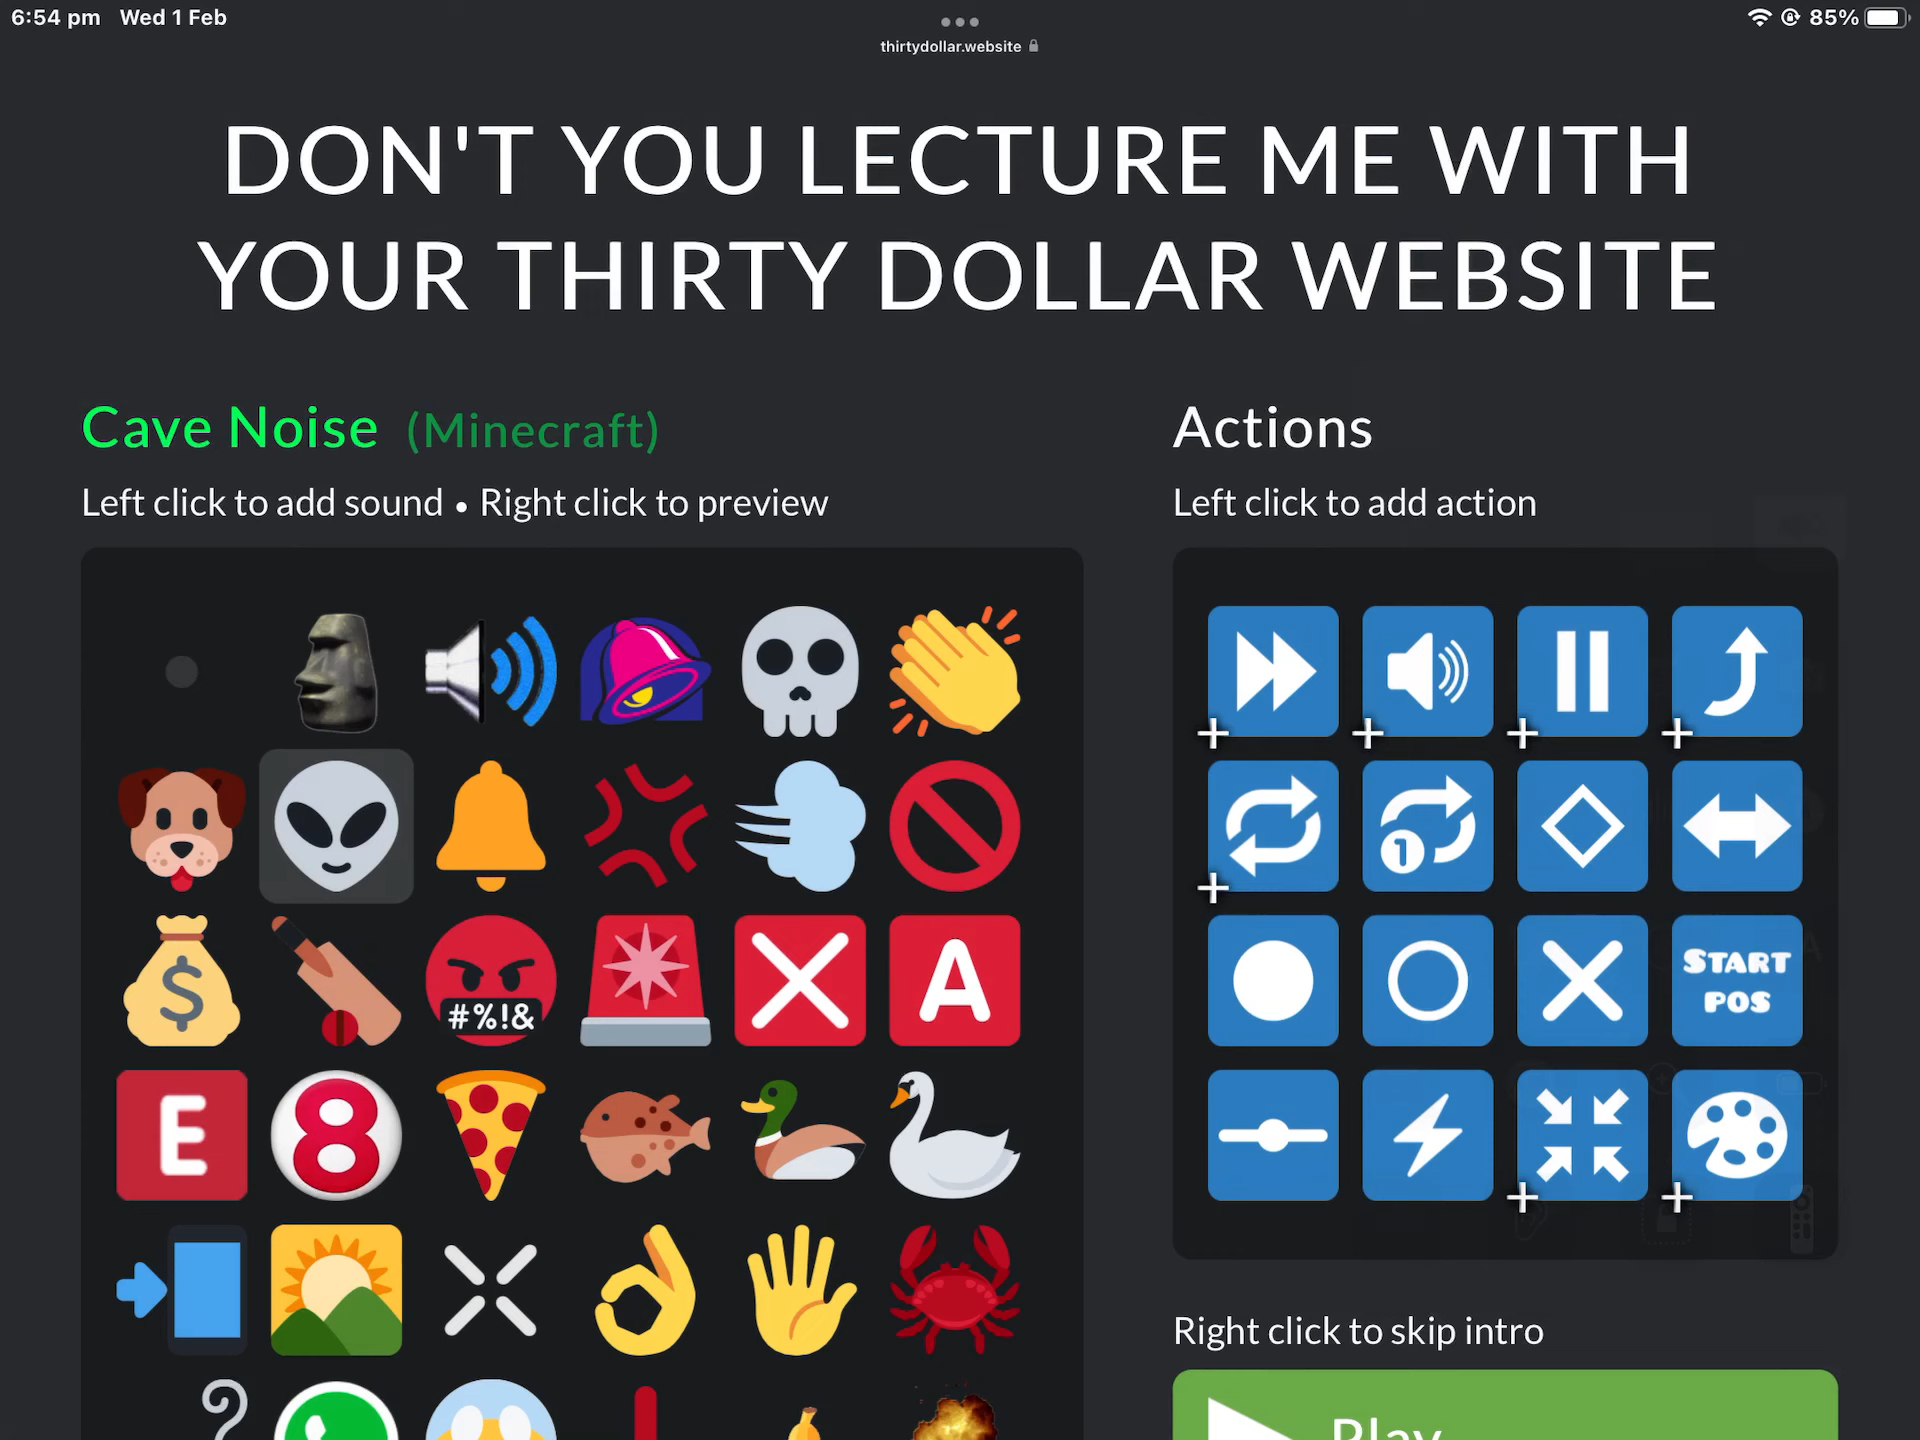 6:54 pm Wed 1 Feb
85%
thirtydollar.website
DON'T YOU LECTURE ME WITH
YOUR THIRTY DOLLAR WEBSITE
Cave Noise (Minecraft)
Left click to add sound • Right click to preview
Actions
Left click to add action
1
$
#%!&
A
START
POS
E
8
Right click to skip intro
Play